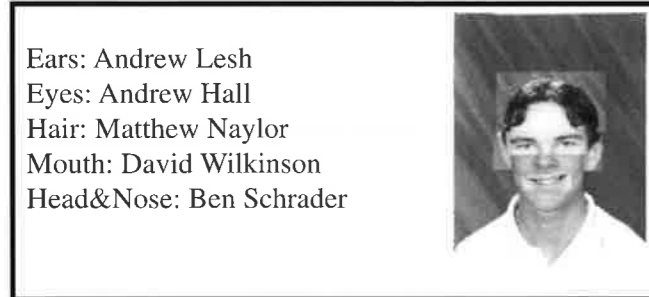 Ears: Andrew Lesh
Eyes: Andrew Hall
Hair: Matthew Naylor
Mouth: David Wilkinson
Head&Nose: Ben Schrader